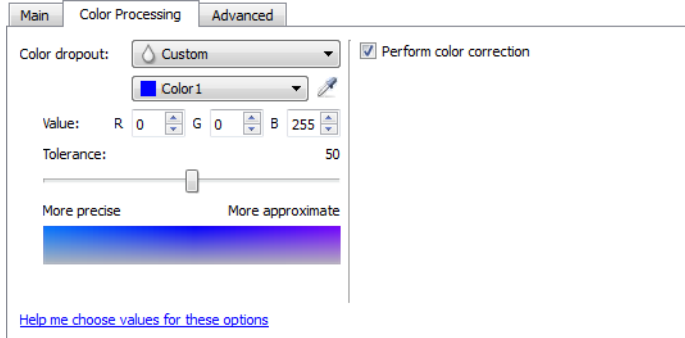 Main Color Processing Advanced
Color dropout: Custom Perform color correction
Color1
Value: R 0 G 0 B 255
Tolerance: 50
More precise More approximate
Help me choose values for these options